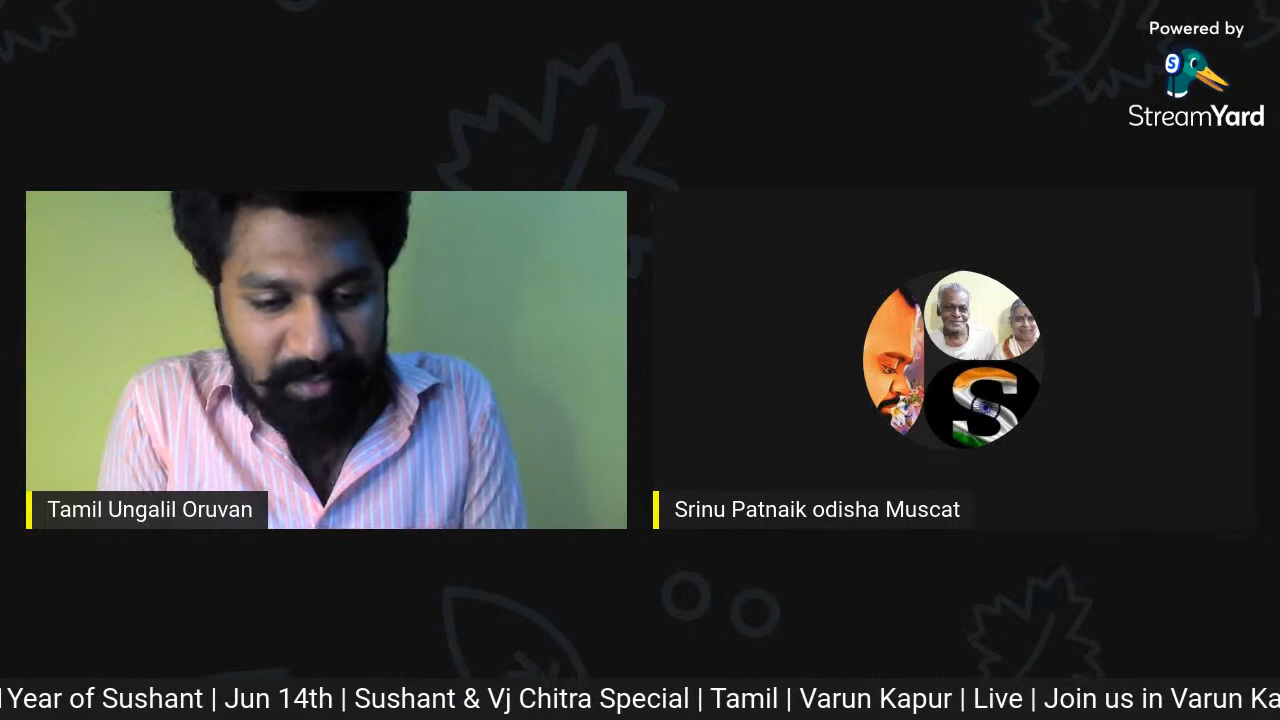 Powered by
S
StreamYard
S
Tamil Ungalil Oruvan
Srinu Patnaik odisha Muscat
Year of Sushant | Jun 14th | Sushant & Vj Chitra Special | Tamil | Varun Kapur | Live | Join us in Varun Ka